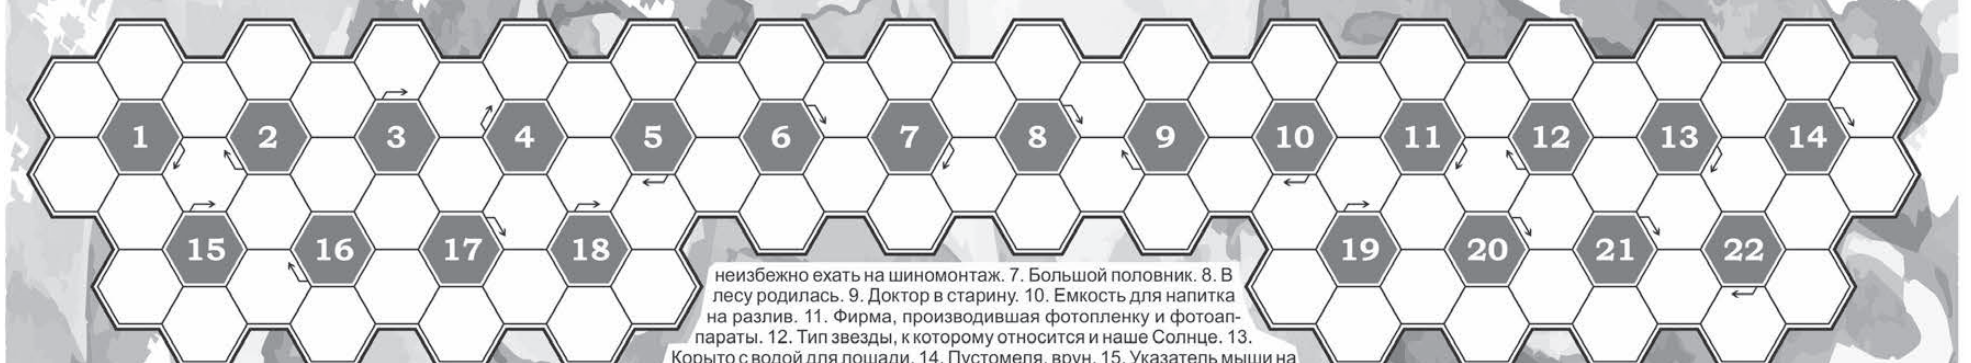 1 2 3 4 5 6 7 8 9 10 11 12 13 14
15 16 17 18 19 20 21 22
неизбежно ехать на шиномонтаж. 7. Большой половник. 8. В
лесу родилась. 9. Доктор в старину. 10. Емкость для напитка
на разлив. 11. Фирма, производившая фотопленку и фотоап-
параты. 12. Тип звезды, к которому относится и наше Солнце. 13.
Корыто с водой для лошади. 14. Пустомеля, врун. 15. Указатель мыши на